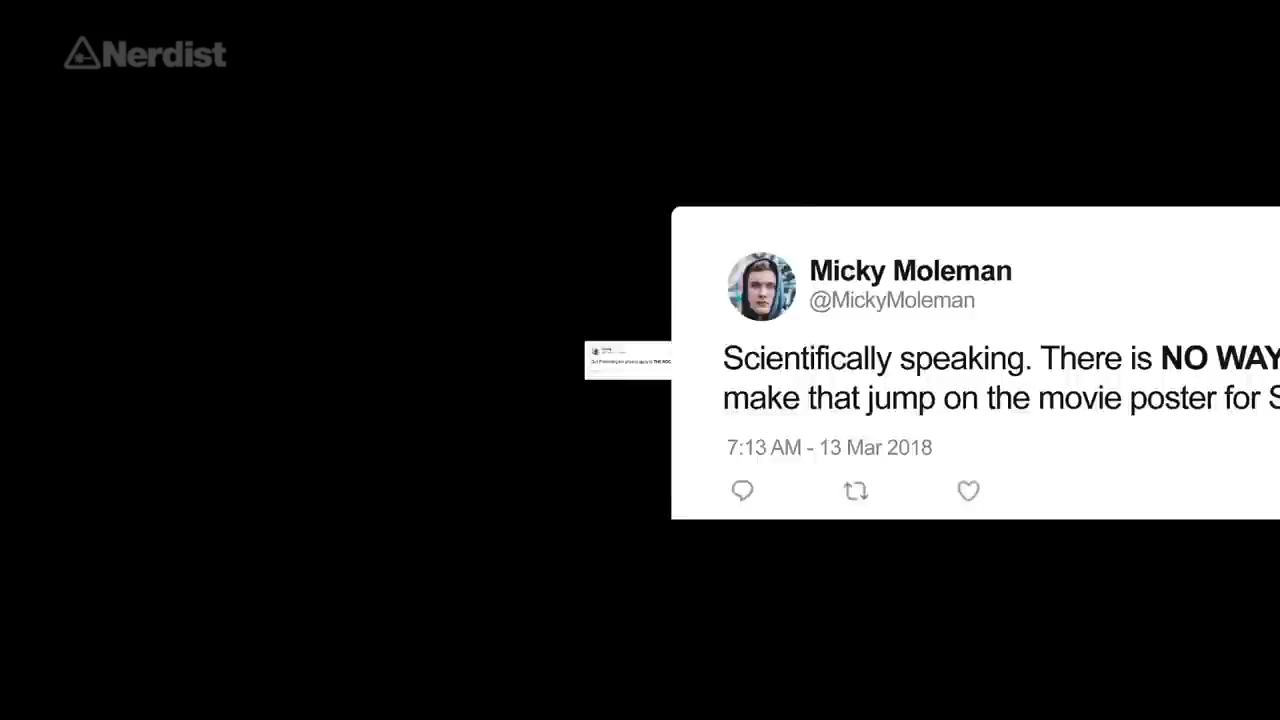 Nerdist
Micky Moleman
@MickyMoleman
Scientifically speaking. There is NO WAY
make that jump on the movie poster for S
7:13 AM - 13 Mar 2018